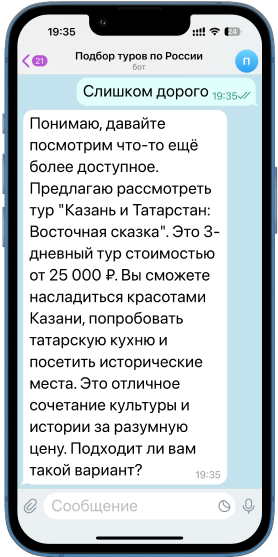 19:35
24
21
Подбор туров по России
бот
П
Слишком дорого 19:35
Понимаю, давайте
посмотрим что-то ещё
более доступное.
Предлагаю рассмотреть
тур "Казань и Татарстан:
Восточная сказка". Это 3-
дневный тур стоимостью
от 25 000 ₽. Вы сможете
насладиться красотами
Казани, попробовать
татарскую кухню и
посетить исторические
места. Это отличное
сочетание культуры и
истории за разумную
цену. Подходит ли вам
такой вариант? 19:35
Сообщение